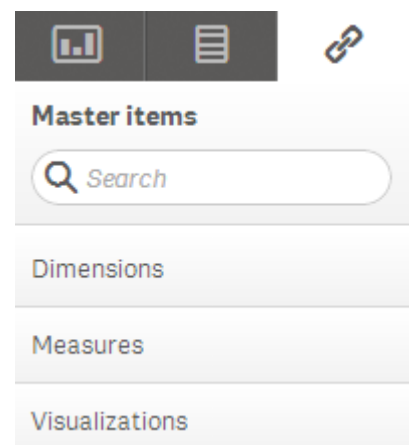 Master items
Search
Dimensions
Measures
Visualizations